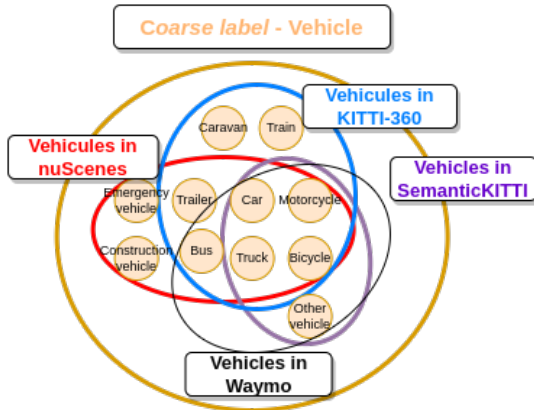 Coarse label - Vehicle
Vehicules in
KITTI-360
Vehicules in
nuScenes
Vehicles in
SemanticKITTI
Caravan
Train
Emergency
vehicle
Trailer
Car
Motorcycle
Construction
vehicle
Bus
Truck
Bicycle
Other
vehicle
Vehicles in
Waymo